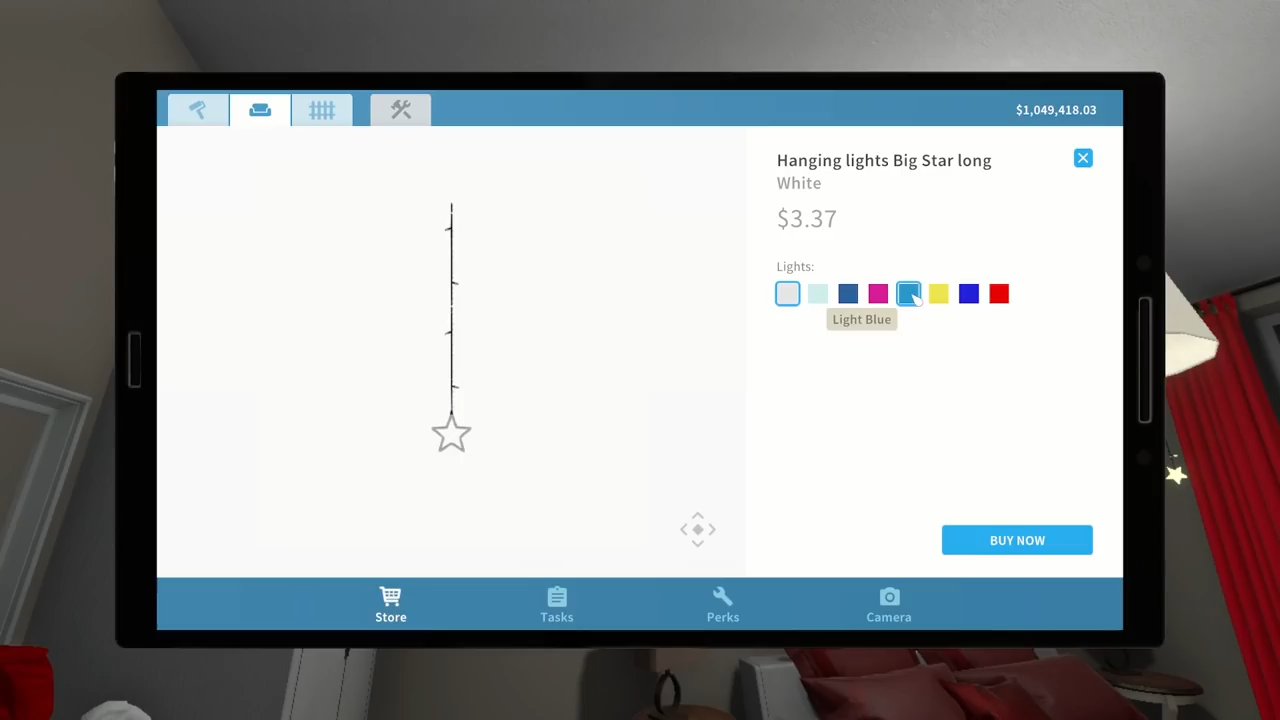 $1,049,418.03
Hanging lights Big Star long
White
$3.37
Lights:
Light Blue
BUY NOW
Store
Tasks
Perks
Camera